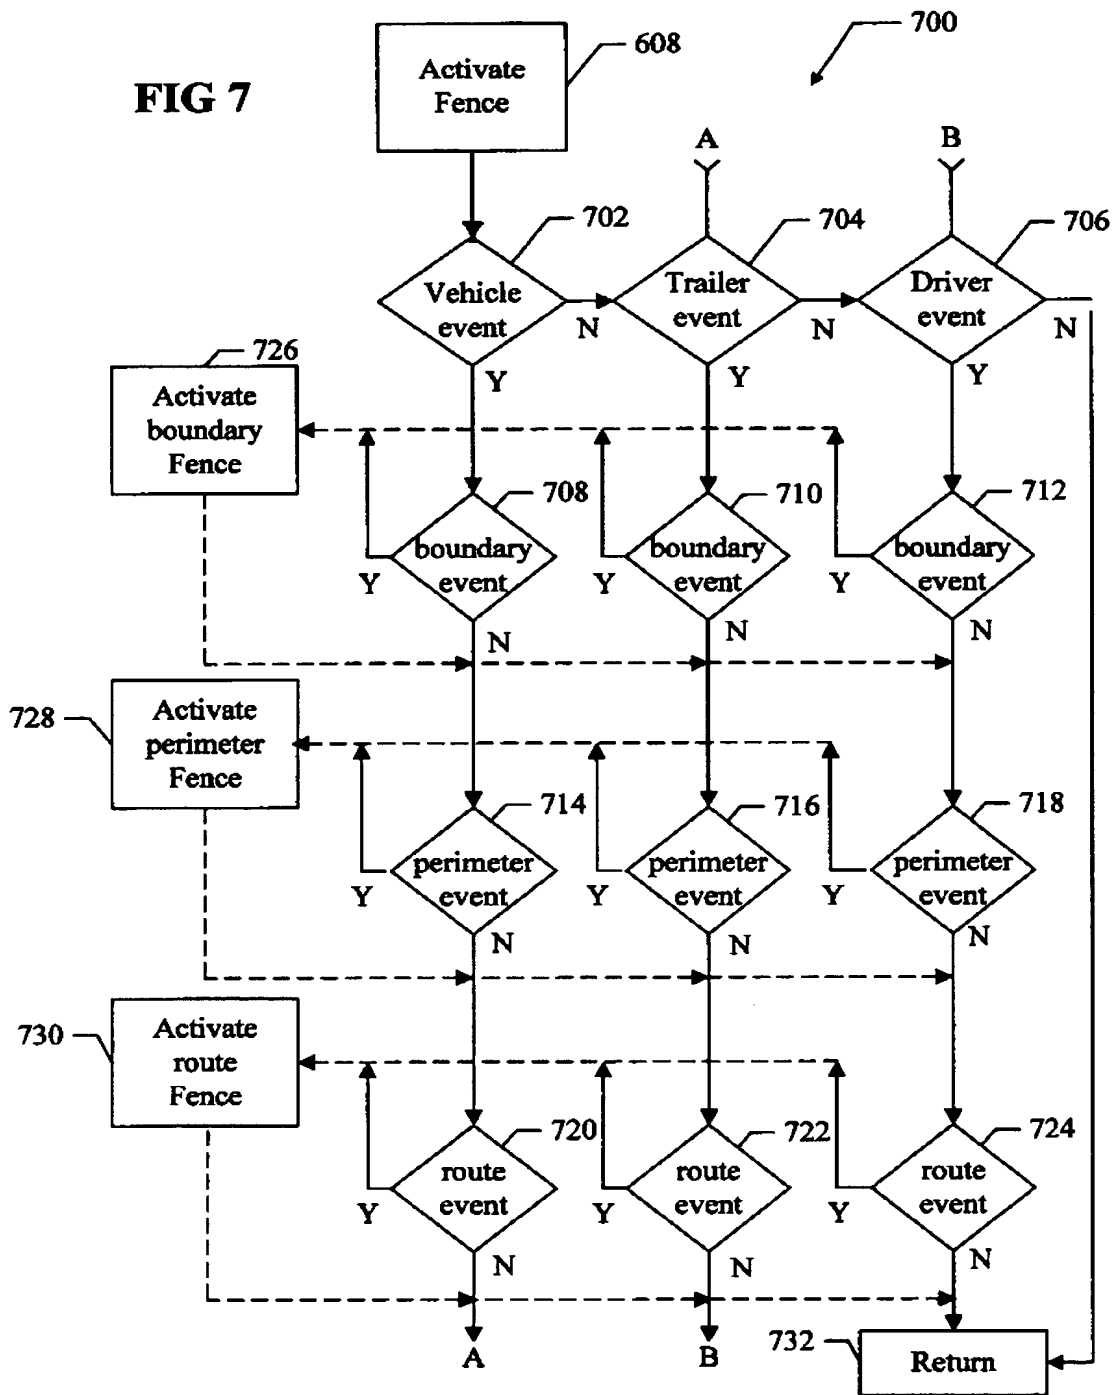 608
700
Activate
Fence
FIG 7
A
B
702
704
706
Vehicle
event
Trailer
event
Driver
event
N
N
N
726
Y
Y
Y
Activate
boundary
Fence
708
710
712
boundary
event
boundary
event
boundary
event
Y
Y
Y
N
N
N
728
Activate
perimeter
Fence
714
716
718
perimeter
event
perimeter
event
perimeter
event
Y
Y
Y
N
N
N
730
Activate
route
Fence
720
722
724
route
event
route
event
route
event
Y
Y
Y
N
N
N
732
A
B
Return